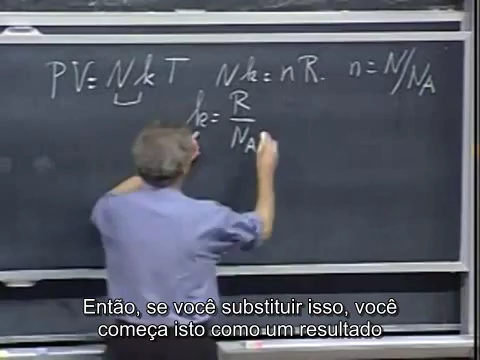 PV=NkT Nk=nR. n=N/N_A
k=R/N_A
Então, se você substituir isso, você
começa isto como um resultado